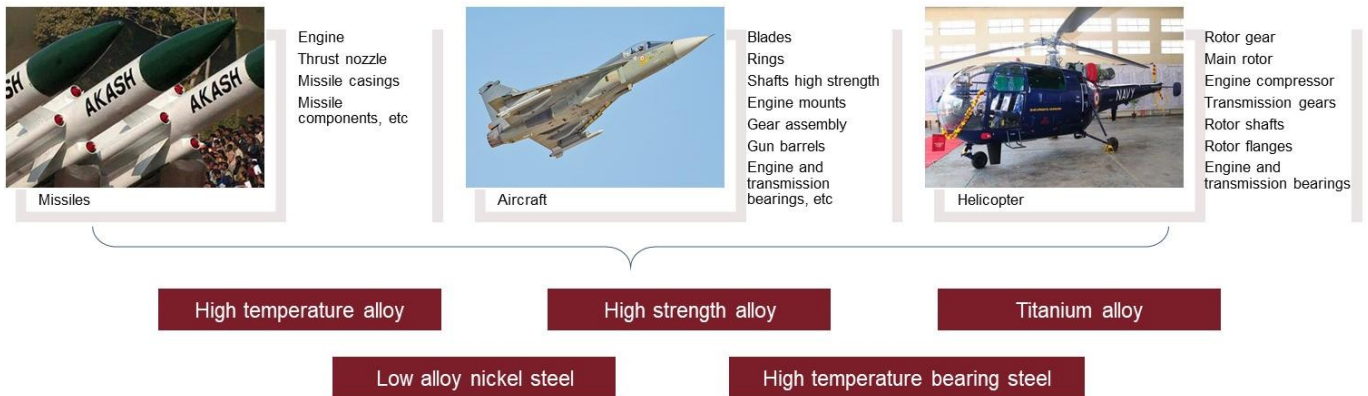 AKASH
AKASH
AKASH
Missiles
Engine
Thrust nozzle
Missile casings
Missile
components, etc
Aircraft
Blades
Rings
Shafts high strength
Engine mounts
Gear assembly
Gun barrels
Engine and
transmission
bearings, etc
NAVY
Helicopter
Rotor gear
Main rotor
Engine compressor
Transmission gears
Rotor shafts
Rotor flanges
Engine and
transmission bearings
High temperature alloy
High strength alloy
Titanium alloy
Low alloy nickel steel
High temperature bearing steel